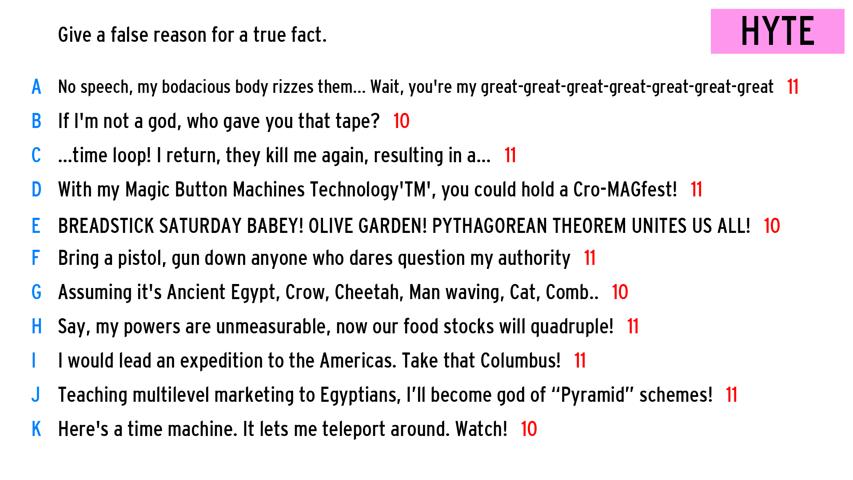 Give a false reason for a true fact.
HYTE
A No speech, my bodacious body rizzes them... Wait, you're my great-great-great-great-great-great-great 11
B If I'm not a god, who gave you that tape? 10
C ...time loop! I return, they kill me again, resulting in a... 11
D With my Magic Button Machines Technology'TM', you could hold a Cro-MAGfest! 11
E BREADSTICK SATURDAY BABEY! OLIVE GARDEN! PYTHAGOREAN THEOREM UNITES US ALL! 10
F Bring a pistol, gun down anyone who dares question my authority 11
G Assuming it's Ancient Egypt, Crow, Cheetah, Man waving, Cat, Comb.. 10
H Say, my powers are unmeasurable, now our food stocks will quadruple! 11
I I would lead an expedition to the Americas. Take that Columbus! 11
J Teaching multilevel marketing to Egyptians, I’ll become god of “Pyramid” schemes! 11
K Here's a time machine. It lets me teleport around. Watch! 10